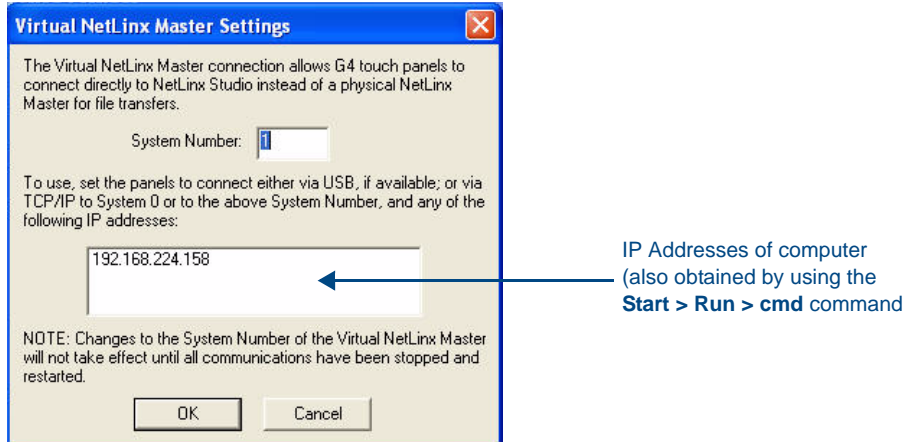 Virtual NetLinx Master Settings
The Virtual NetLinx Master connection allows G4 touch panels to
connect directly to NetLinx Studio instead of a physical NetLinx
Master for file transfers.
System Number: 1
To use, set the panels to connect either via USB, if available; or via
TCP/IP to System 0 or to the above System Number, and any of the
following IP addresses:
192.168.224.158
IP Addresses of computer
(also obtained by using the
Start > Run > cmd command
NOTE: Changes to the System Number of the Virtual NetLinx Master
will not take effect until all communications have been stopped and
restarted.
OK Cancel